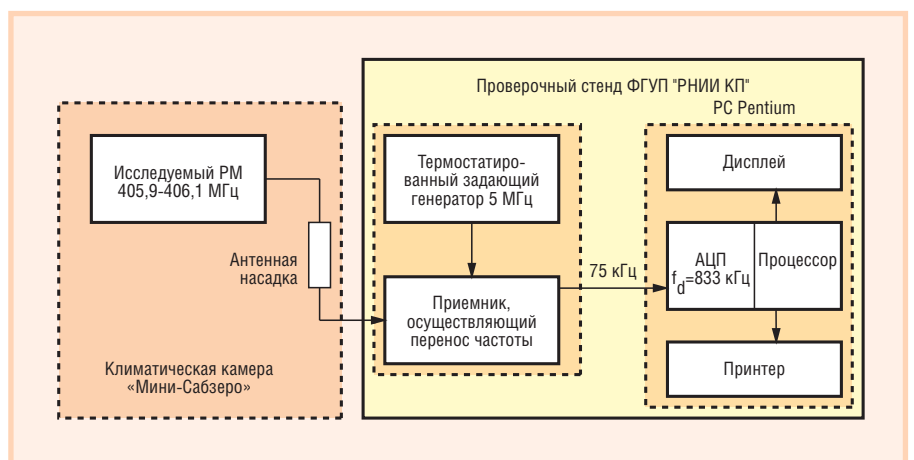 Проверочный стенд ФГУП "РНИИ КП"
PC Pentium
Исследуемый РМ
405,9-406,1 МГц
Антенная
насадка
Климатическая камера
«Мини-Сабзеро»
Термостатиро-
ванный задающий
генератор 5 МГц
Приемник,
осуществляющий
перенос частоты
75 кГц
Дисплей
АЦП
f_d=833 кГц
Процессор
Принтер